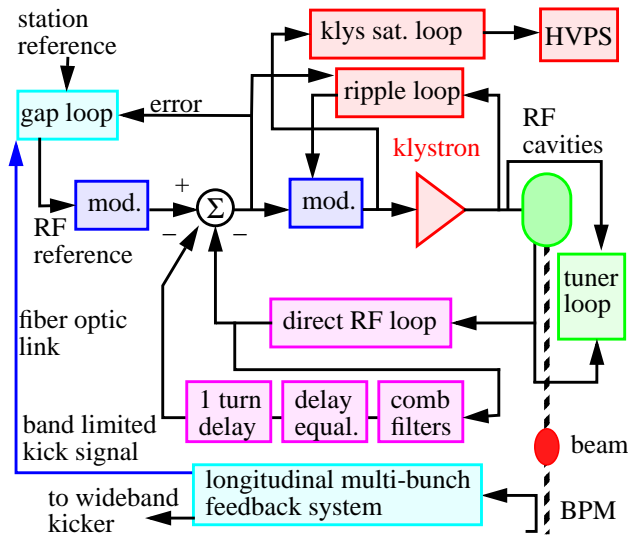 station
reference
klys sat. loop
HVPS
gap loop
error
ripple loop
RF
cavities
klystron
mod.
+
Σ
mod.
−
−
RF
reference
tuner
loop
fiber optic
link
direct RF loop
1 turn
delay
delay
equal.
comb
filters
band limited
kick signal
beam
longitudinal multi-bunch
feedback system
to wideband
kicker
BPM